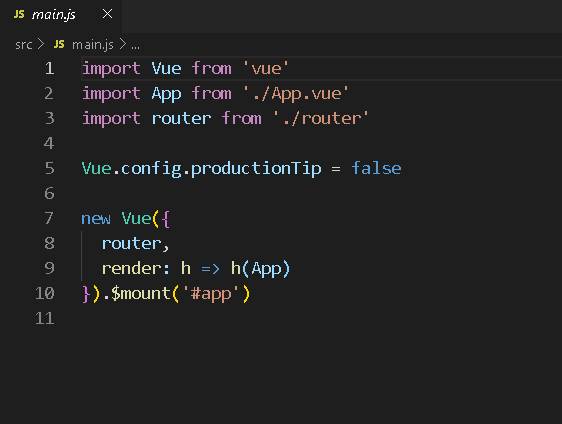 JS main.js ×
src > JS main.js > ...
1 import Vue from 'vue'
2 import App from './App.vue'
3 import router from './router'
4
5 Vue.config.productionTip = false
6
7 new Vue({
8   router,
9   render: h => h(App)
10 }).$mount('#app')
11